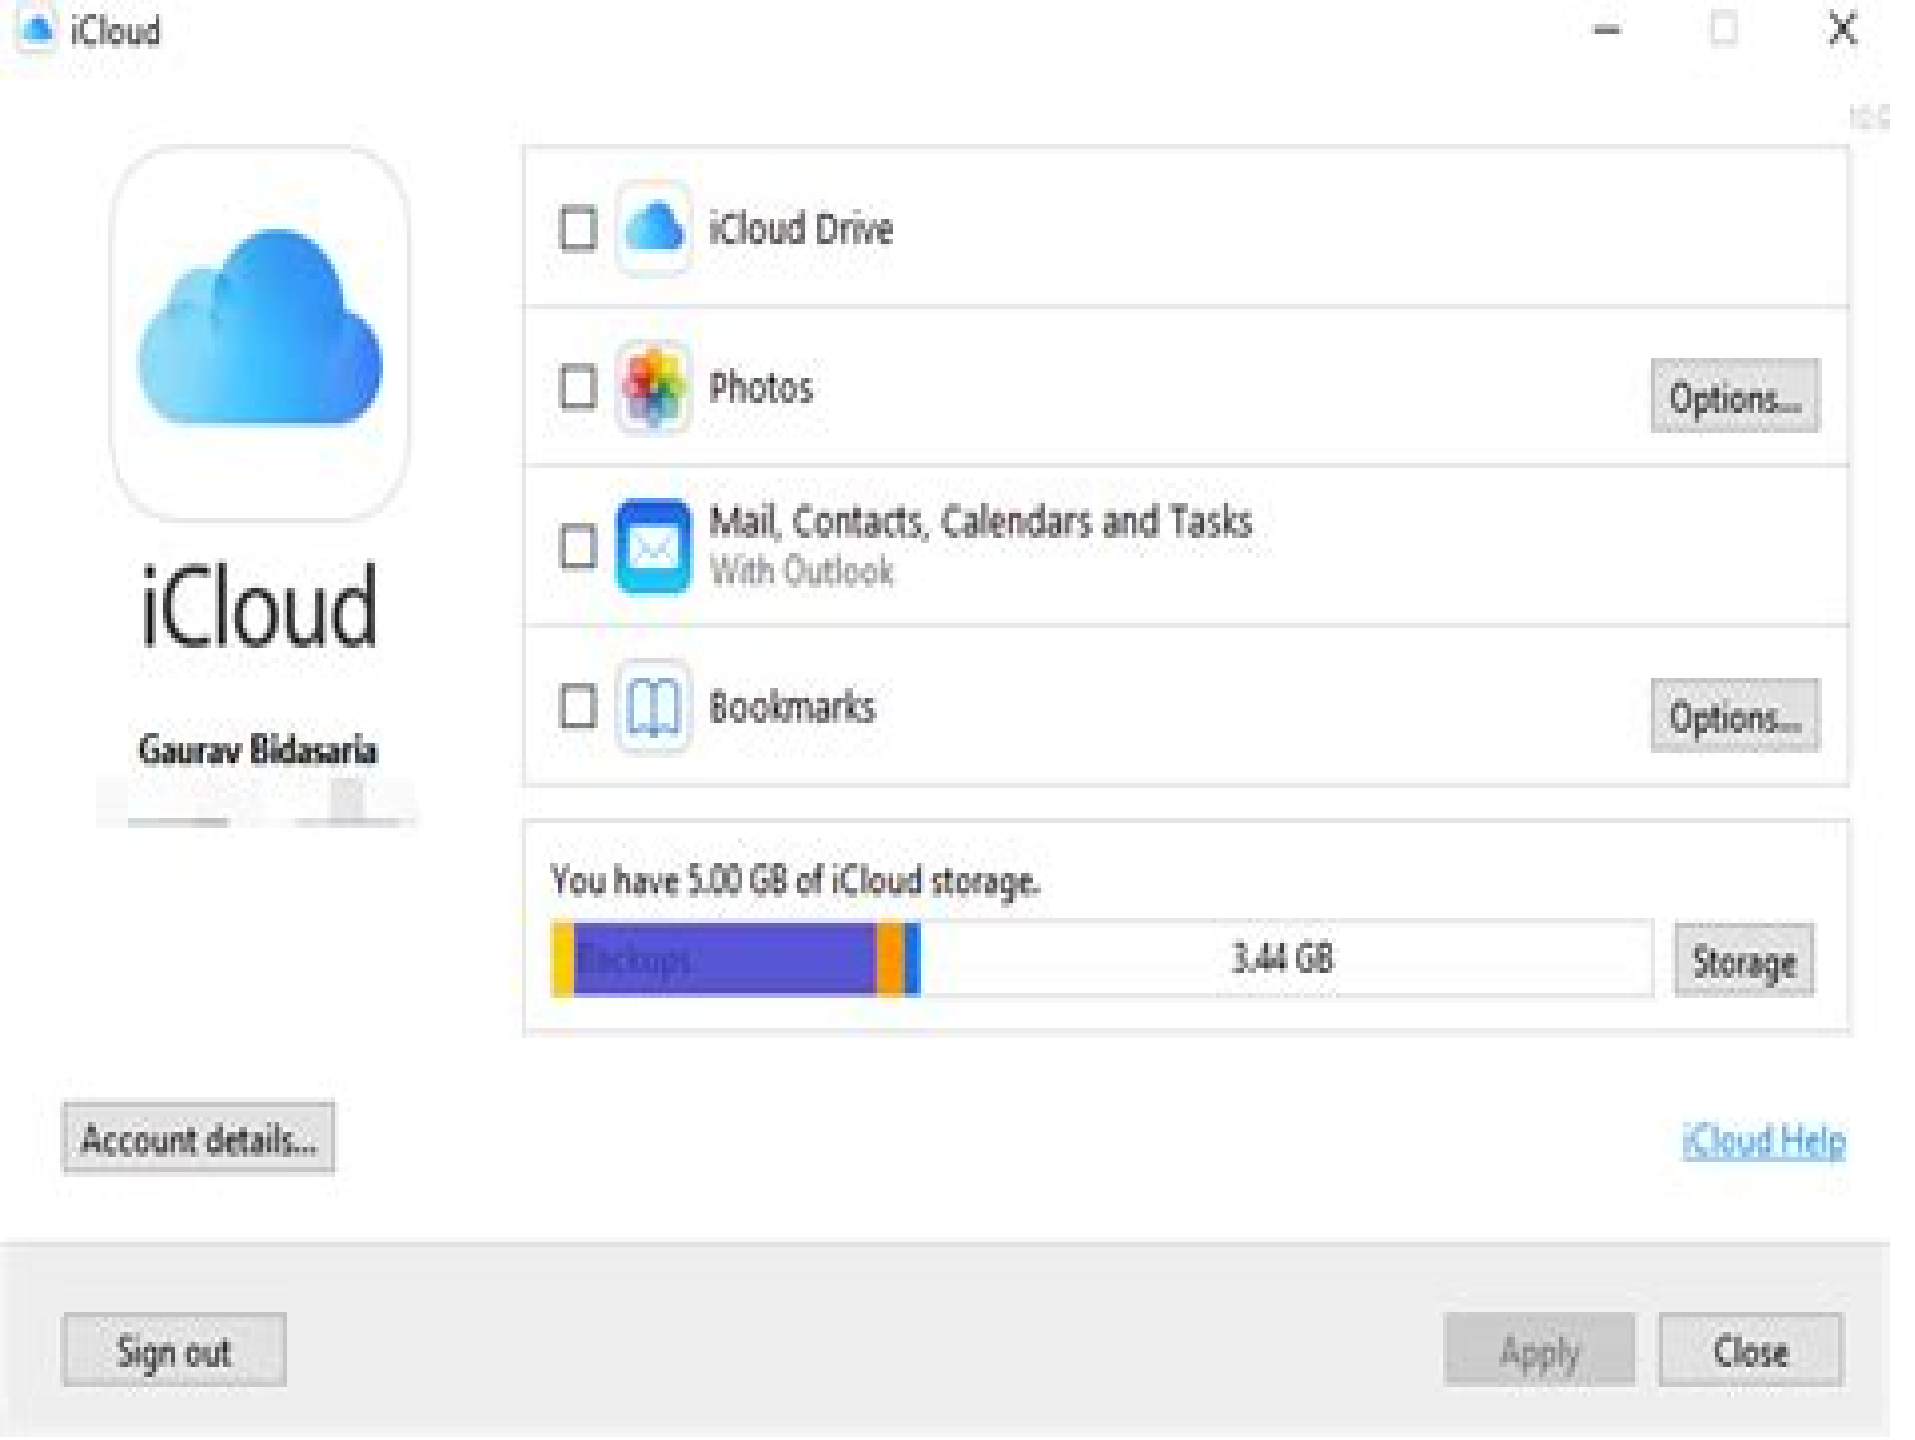 iCloud
iCloud Drive
Photos
Options...
Mail, Contacts, Calendars and Tasks
With Outlook
iCloud
Bookmarks
Options...
Gaurav Bidasaria
You have 5.00 GB of iCloud storage.
Backups
3.44 GB
Storage
Account details...
iCloud Help
Sign out
Apply
Close